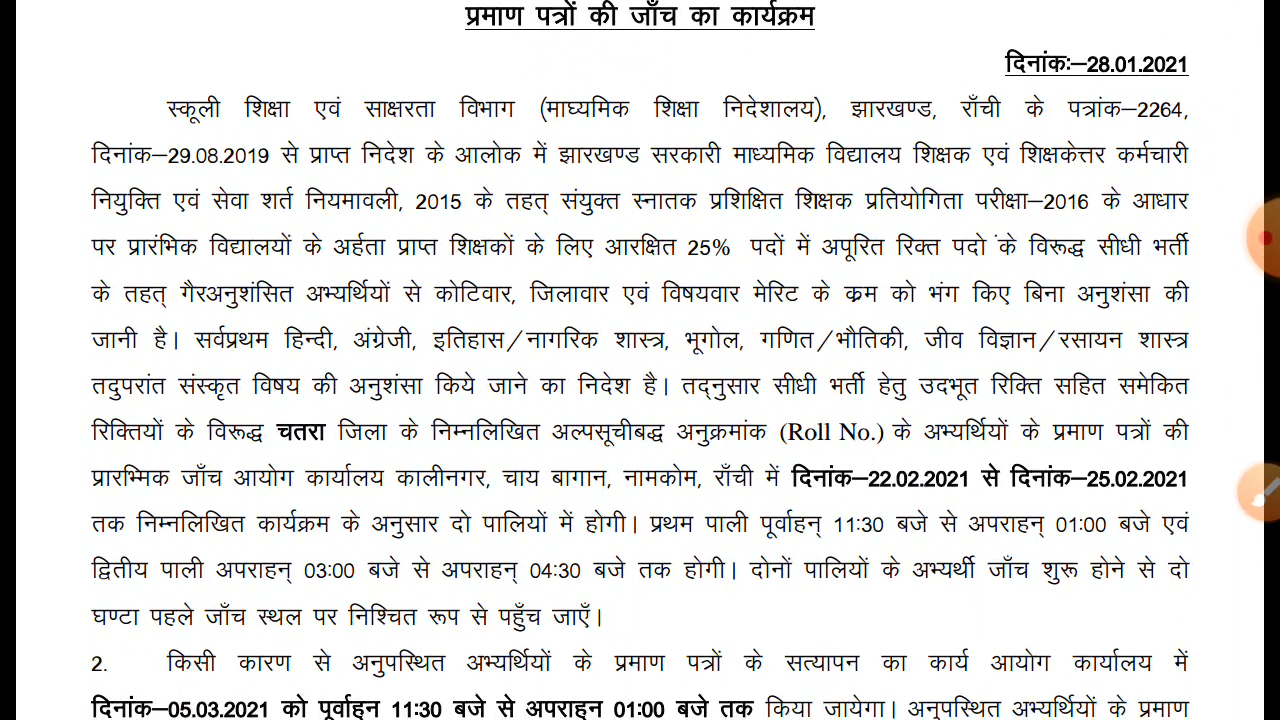 प्रमाण पत्रों की जाँच का कार्यक्रम
दिनांकः–28.01.2021
स्कूली शिक्षा एवं साक्षरता विभाग (माध्यमिक शिक्षा निदेशालय), झारखण्ड, राँची के पत्रांक–2264,
दिनांक–29.08.2019 से प्राप्त निदेश के आलोक में झारखण्ड सरकारी माध्यमिक विद्यालय शिक्षक एवं शिक्षकेत्तर कर्मचारी
नियुक्ति एवं सेवा शर्त नियमावली, 2015 के तहत् संयुक्त स्नातक प्रशिक्षित शिक्षक प्रतियोगिता परीक्षा–2016 के आधार
पर प्रारंभिक विद्यालयों के अर्हता प्राप्त शिक्षकों के लिए आरक्षित 25% पदों में अपूरित रिक्त पदो के विरूद्ध सीधी भर्ती
के तहत् गैरअनुशंसित अभ्यर्थियों से कोटिवार, जिलावार एवं विषयवार मेरिट के क्रम को भंग किए बिना अनुशंसा की
जानी है। सर्वप्रथम हिन्दी, अंग्रेजी, इतिहास/नागरिक शास्त्र, भूगोल, गणित/भौतिकी, जीव विज्ञान/रसायन शास्त्र
तदुपरांत संस्कृत विषय की अनुशंसा किये जाने का निदेश है। तद्नुसार सीधी भर्ती हेतु उदभूत रिक्ति सहित समेकित
रिक्तियों के विरूद्ध चतरा जिला के निम्नलिखित अल्पसूचीबद्ध अनुक्रमांक (Roll No.) के अभ्यर्थियों के प्रमाण पत्रों की
प्रारम्मिक जाँच आयोग कार्यालय कालीनगर, चाय बागान, नामकोम, राँची में दिनांक–22.02.2021 से दिनांक–25.02.2021
तक निम्नलिखित कार्यक्रम के अनुसार दो पालियों में होगी। प्रथम पाली पूर्वाहन् 11:30 बजे से अपराहन् 01:00 बजे एवं
द्वितीय पाली अपराहन् 03:00 बजे से अपराहन् 04:30 बजे तक होगी। दोनों पालियों के अभ्यर्थी जाँच शुरू होने से दो
घण्टा पहले जाँच स्थल पर निश्चित रूप से पहुँच जाएँ।
2. किसी कारण से अनुपस्थित अभ्यर्थियों के प्रमाण पत्रों के सत्यापन का कार्य आयोग कार्यालय में
दिनांक–05.03.2021 को पूर्वाहन 11:30 बजे से अपराहन 01:00 बजे तक किया जायेगा। अनुपस्थित अभ्यर्थियों के प्रमाण